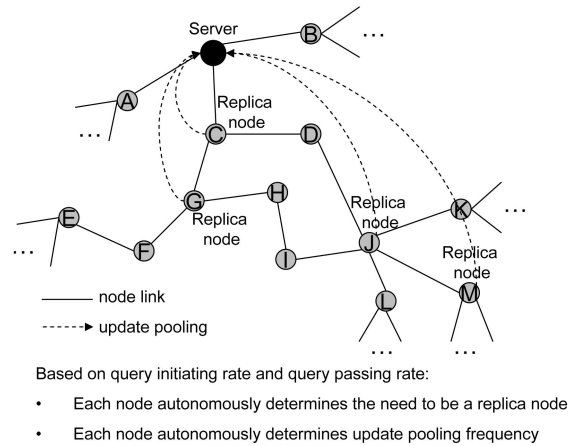 Server
B
...
A
...
Replica
node
C
D
H
G
Replica
node
Replica
node
K
...
E
...
F
I
J
Replica
node
M
L
node link
update pooling
...
...
Based on query initiating rate and query passing rate:
• Each node autonomously determines the need to be a replica node
• Each node autonomously determines update pooling frequency